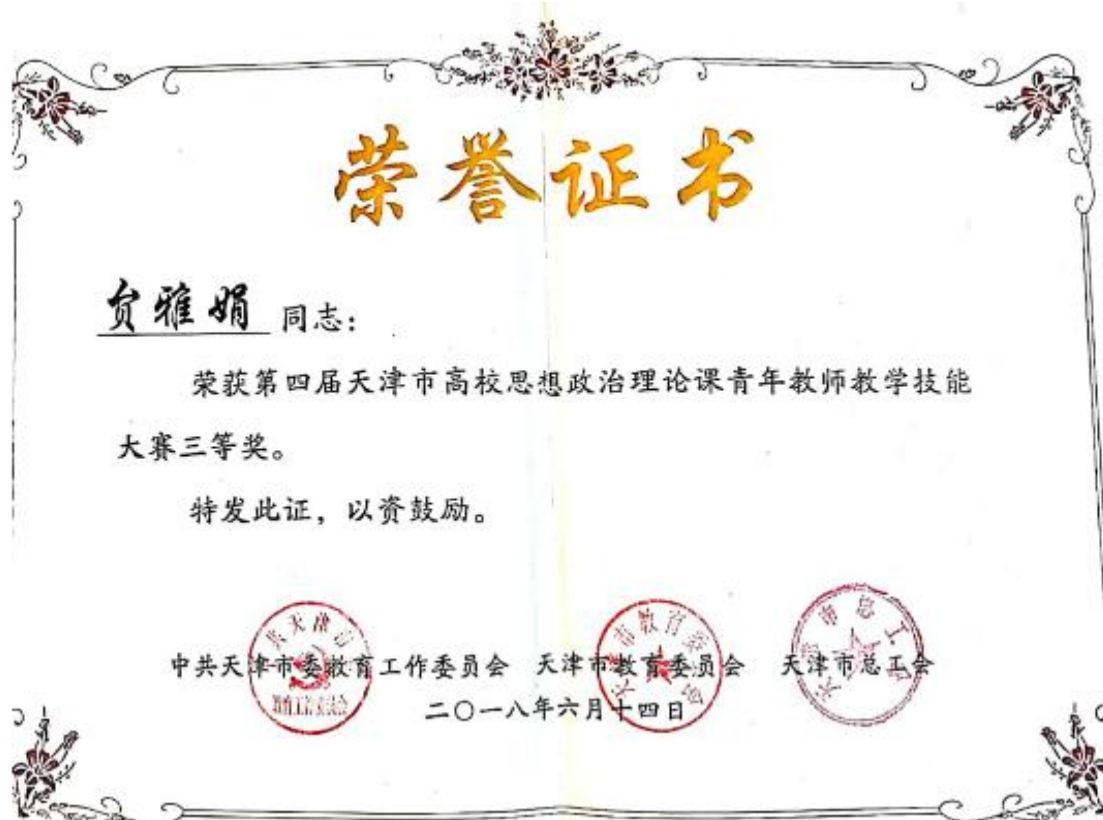 荣誉证书
贠雅娟 同志：
荣获第四届天津市高校思想政治理论课青年教师教学技能
大赛三等奖。
特发此证，以资鼓励。
中共天津市委教育工作委员会 天津市教育委员会 天津市总工会
二〇一八年六月十四日